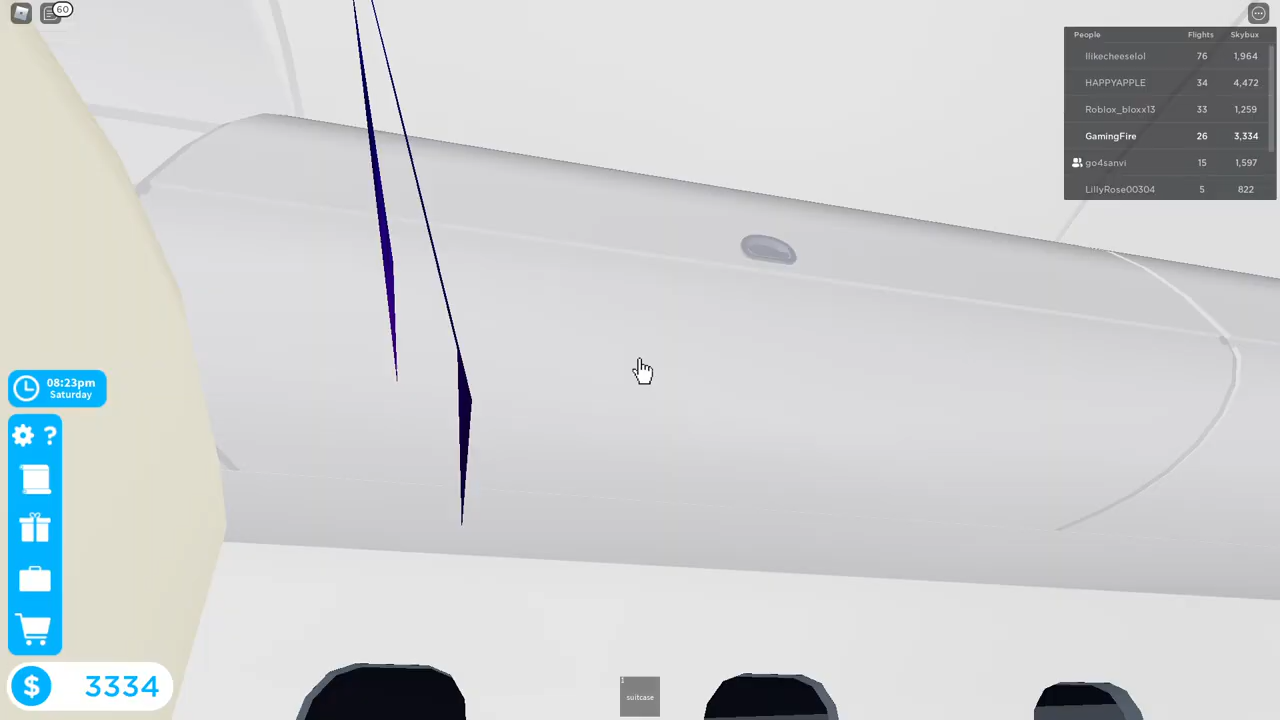 60
People Flights Skybux
Ilikecheeselol 76 1,964
HAPPYAPPLE 34 4,472
Roblox_bloxx13 33 1,259
GamingFire 26 3,334
go4sanvi 15 1,597
LillyRose00304 5 822
08:23pm
Saturday
?
$ 3334
1
suitcase